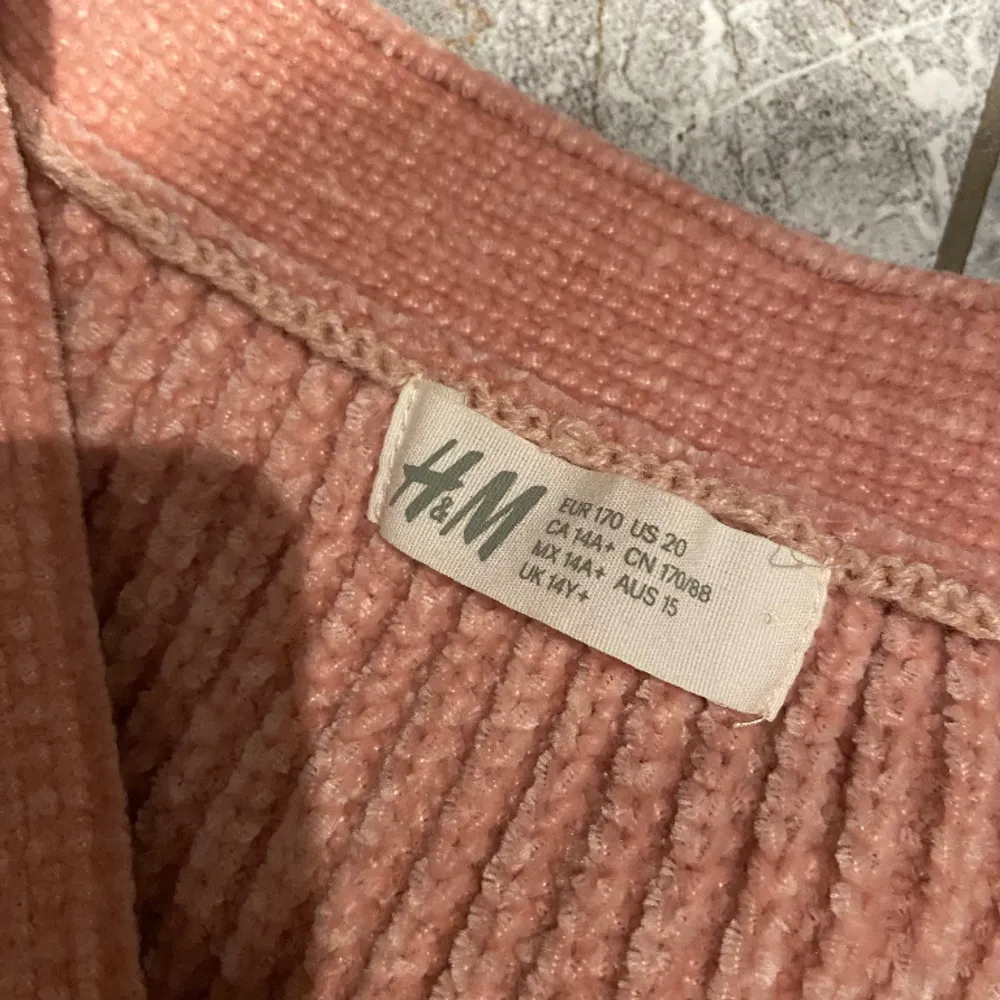 H&M
EUR 170 US 20
CA 14A+ CN 170/88
MX 14A+ AUS 15
UK 14Y+